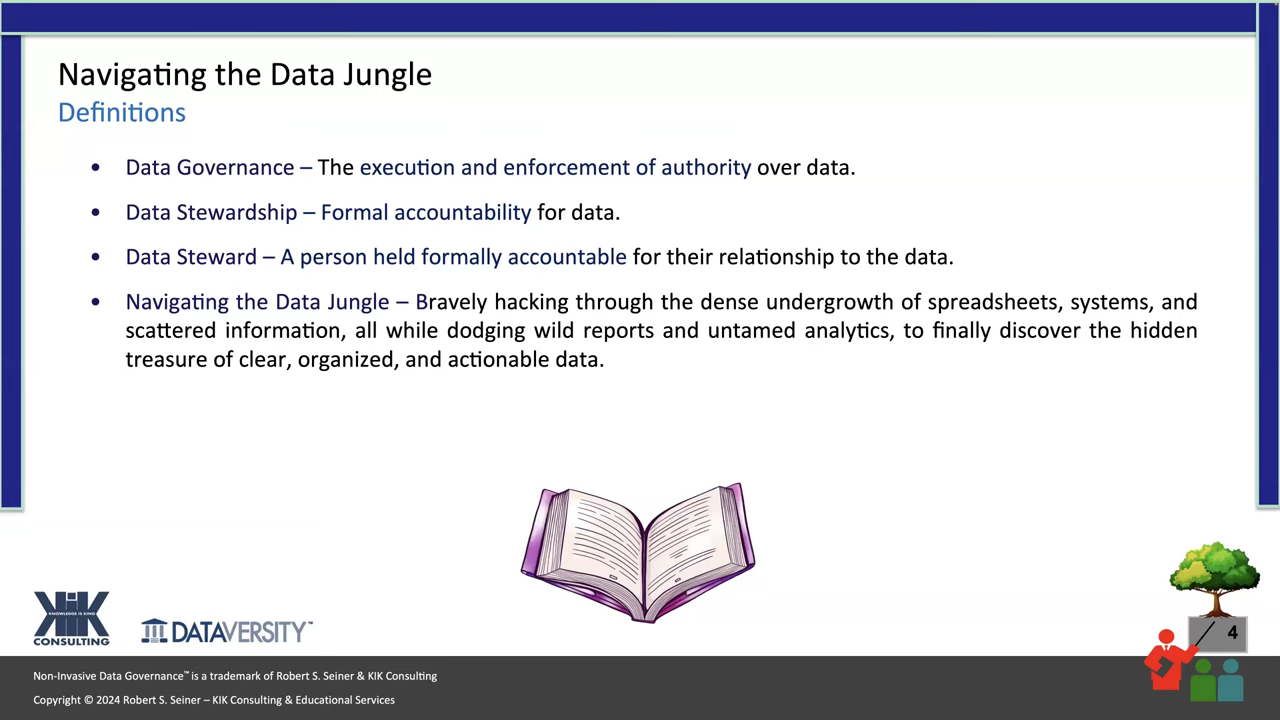 Navigating the Data Jungle
Definitions
• Data Governance – The execution and enforcement of authority over data.
• Data Stewardship – Formal accountability for data.
• Data Steward – A person held formally accountable for their relationship to the data.
• Navigating the Data Jungle – Bravely hacking through the dense undergrowth of spreadsheets, systems, and
scattered information, all while dodging wild reports and untamed analytics, to finally discover the hidden
treasure of clear, organized, and actionable data.
KIK
KNOWLEDGE IS KING
CONSULTING
DATAVERSITY™
4
Non-Invasive Data Governance™ is a trademark of Robert S. Seiner & KIK Consulting
Copyright © 2024 Robert S. Seiner – KIK Consulting & Educational Services